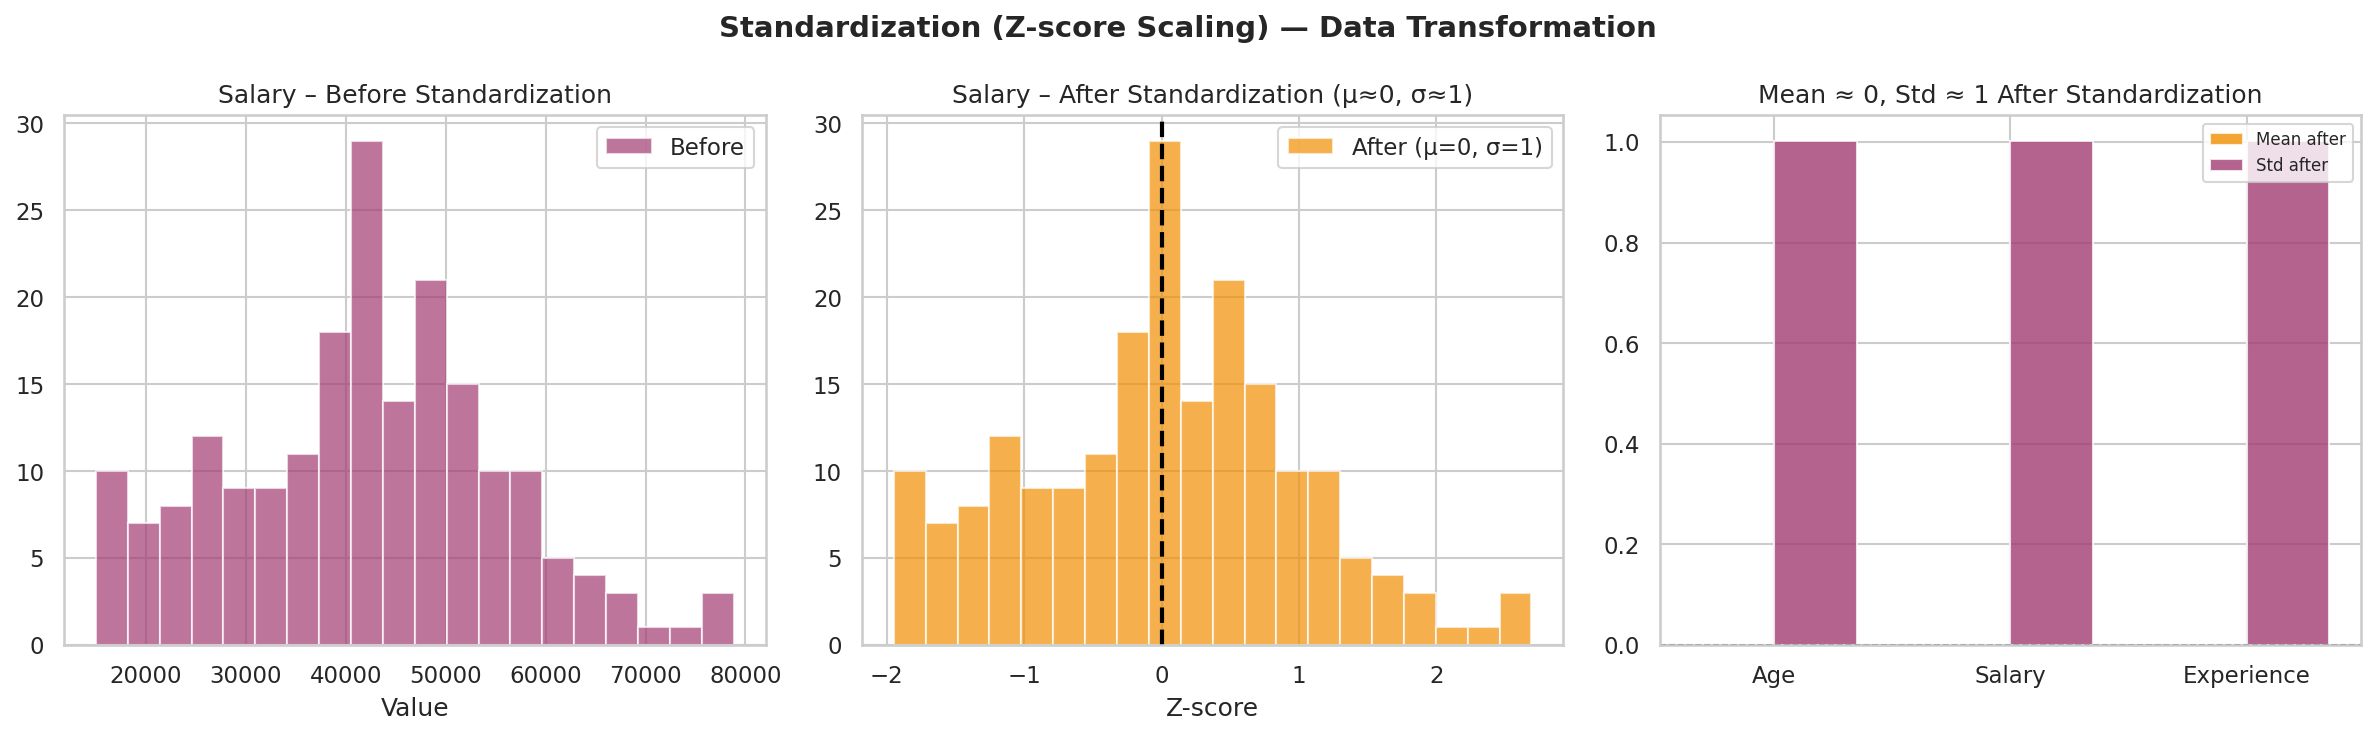 Standardization (Z-score Scaling) — Data Transformation
Salary – Before Standardization
30
25
20
15
10
5
0
Before
20000 30000 40000 50000 60000 70000 80000
Value
Salary – After Standardization (μ≈0, σ≈1)
30
25
20
15
10
5
0
After (μ=0, σ=1)
−2 −1 0 1 2
Z-score
Mean ≈ 0, Std ≈ 1 After Standardization
1.0
0.8
0.6
0.4
0.2
0.0
Mean after
Std after
Age Salary Experience